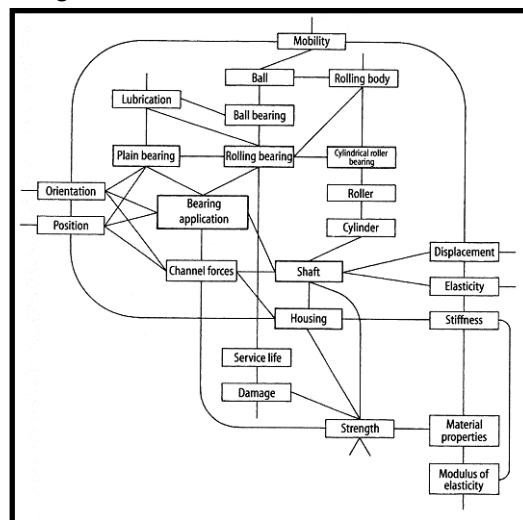 Mobility
Ball
Rolling body
Lubrication
Ball bearing
Plain bearing
Rolling bearing
Cylindrical roller
bearing
Orientation
Roller
Bearing
application
Position
Cylinder
Displacement
Channel forces
Shaft
Elasticity
Housing
Stiffness
Service life
Damage
Strength
Material
properties
Modulus of
elasticity